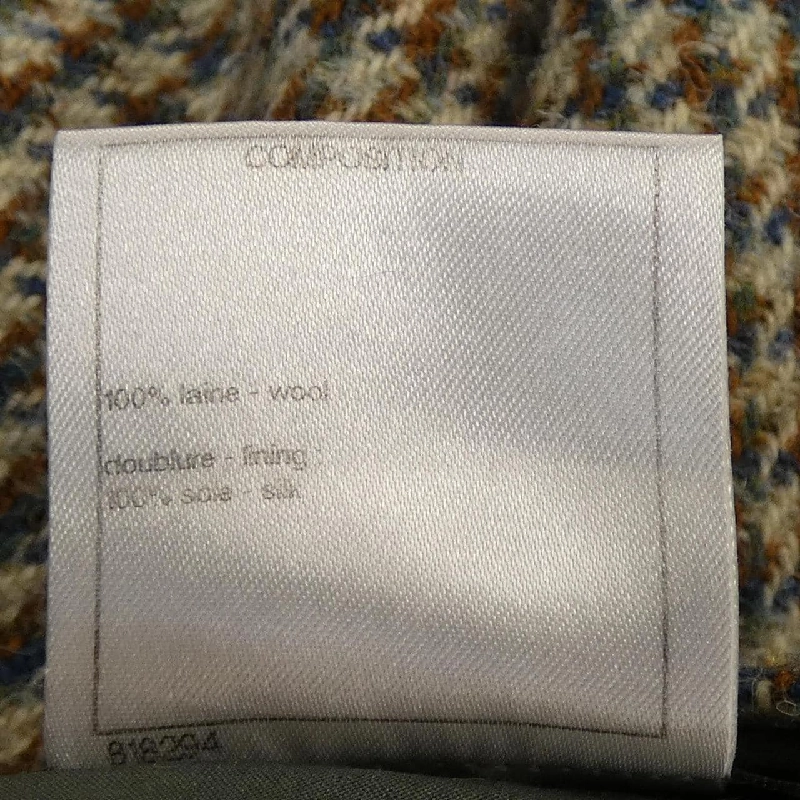 COMPOSITION
100% laine - wool
doublure - lining :
100% soie - silk
818294